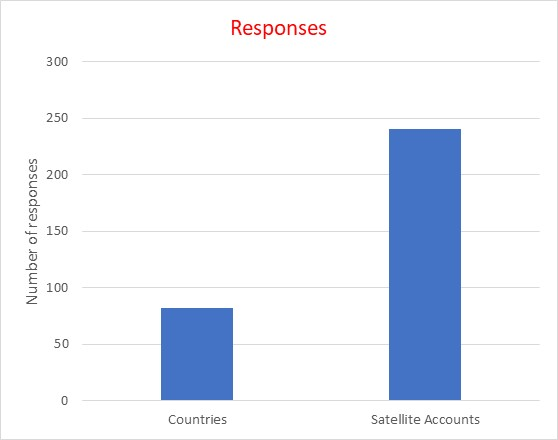 Responses
300
250
200
150
100
50
0
Number of responses
Countries
Satellite Accounts